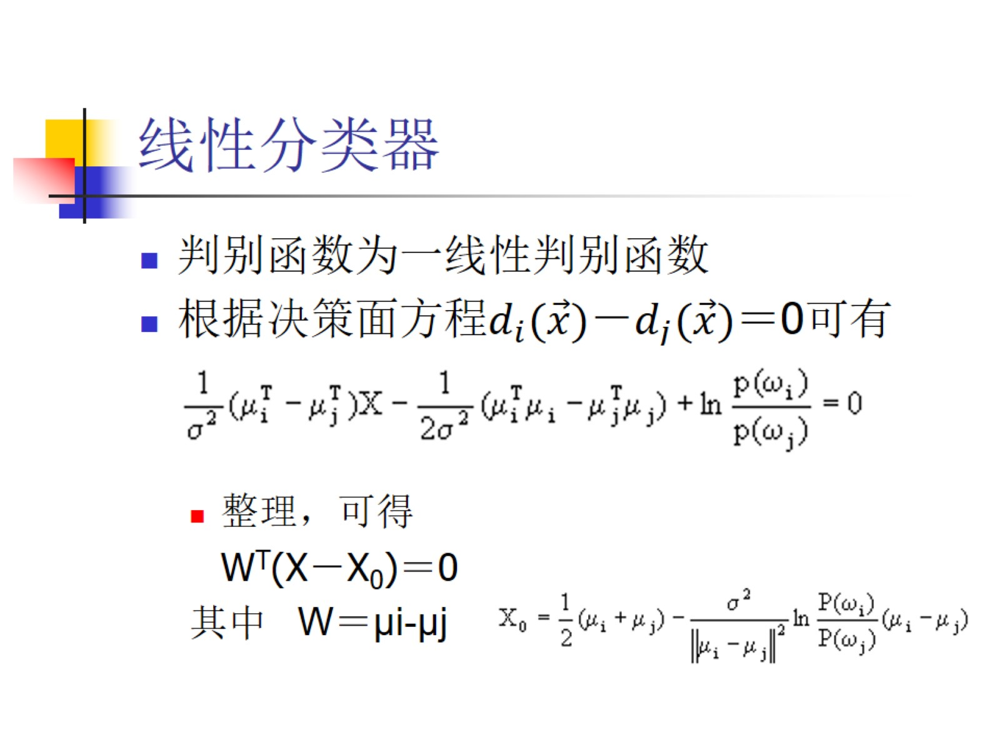 线性分类器
判别函数为一线性判别函数
根据决策面方程$d_i(\vec{x})-d_j(\vec{x})=0$可有
$\frac{1}{\sigma^2}(\mu_i^T-\mu_j^T)X-\frac{1}{2\sigma^2}(\mu_i^T\mu_i-\mu_j^T\mu_j)+\ln\frac{p(\omega_i)}{p(\omega_j)}=0$
整理，可得
$W^T(X-X_0)=0$
其中 W＝μi-μj $X_0=\frac{1}{2}(\mu_i+\mu_j)-\frac{\sigma^2}{\|\mu_i-\mu_j\|^2}\ln\frac{P(\omega_i)}{P(\omega_j)}(\mu_i-\mu_j)$